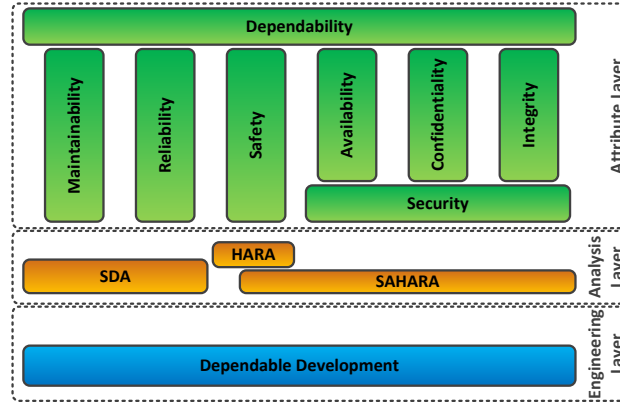 Dependability
Maintainability
Reliability
Safety
Availability
Confidentiality
Integrity
Security
Attribute Layer
HARA
SDA
SAHARA
Analysis
Layer
Dependable Development
Engineering
Layer